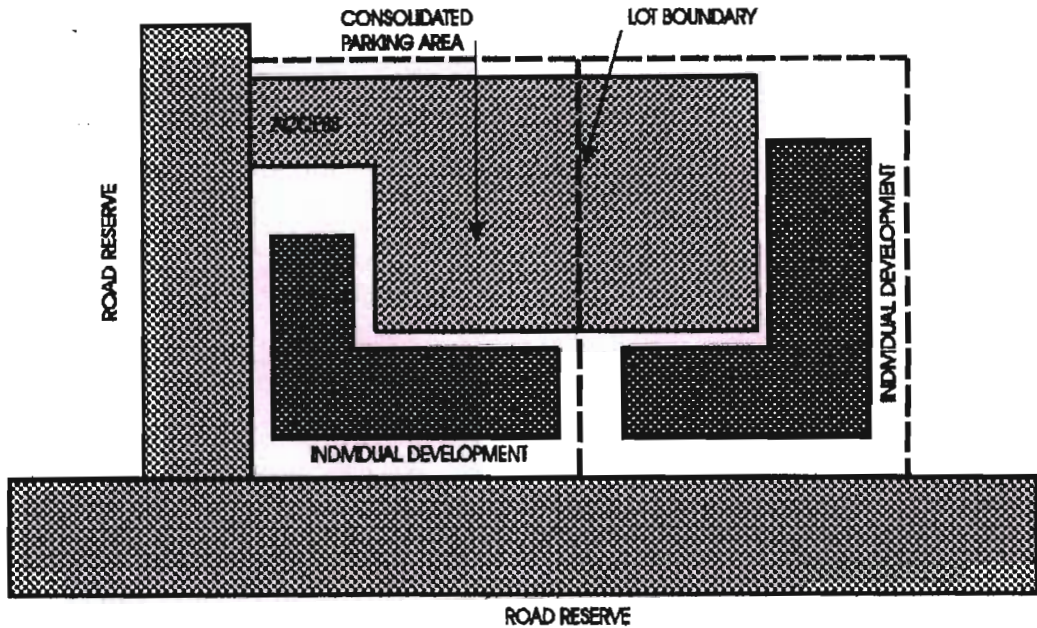 CONSOLIDATED
PARKING AREA
LOT BOUNDARY
ACCESS
ROAD RESERVE
INDIVIDUAL DEVELOPMENT
INDIVIDUAL DEVELOPMENT
ROAD RESERVE